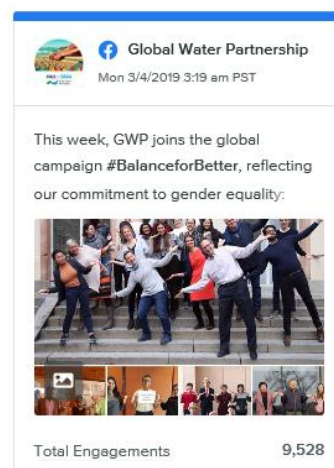 Global Water Partnership
Mon 3/4/2019 3:19 am PST
This week, GWP joins the global
campaign #BalanceforBetter, reflecting
our commitment to gender equality:
Total Engagements 9,528